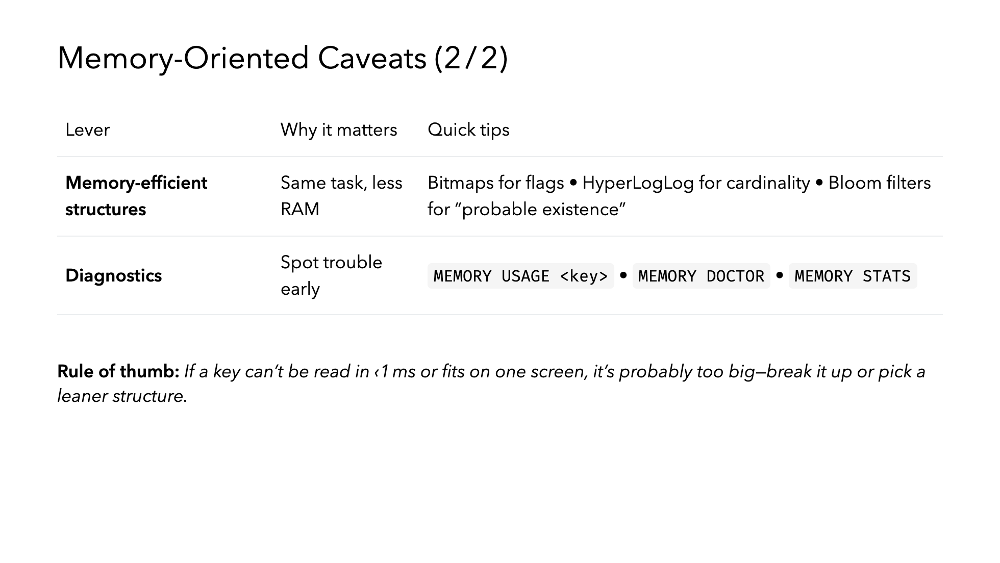 Memory-Oriented Caveats (2/2)
Lever Why it matters Quick tips
Memory-efficient structures
Same task, less RAM
Bitmaps for flags • HyperLogLog for cardinality • Bloom filters
for “probable existence”
Diagnostics
Spot trouble early
MEMORY USAGE <key> • MEMORY DOCTOR • MEMORY STATS
Rule of thumb: If a key can’t be read in ‹1 ms or fits on one screen, it’s probably too big—break it up or pick a
leaner structure.